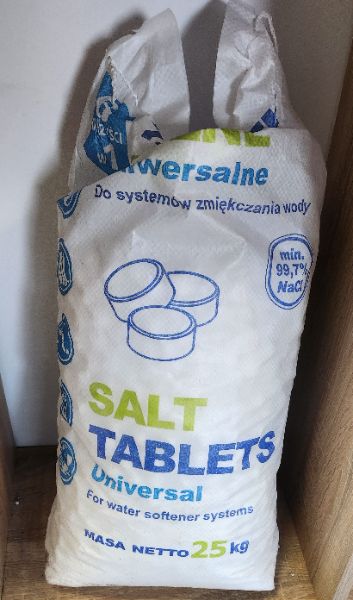 Do systemów zmiękczania wody
min.
99,7%
NaCl
SALT
TABLETS
Universal
For water softener systems
MASA NETTO 25 kg